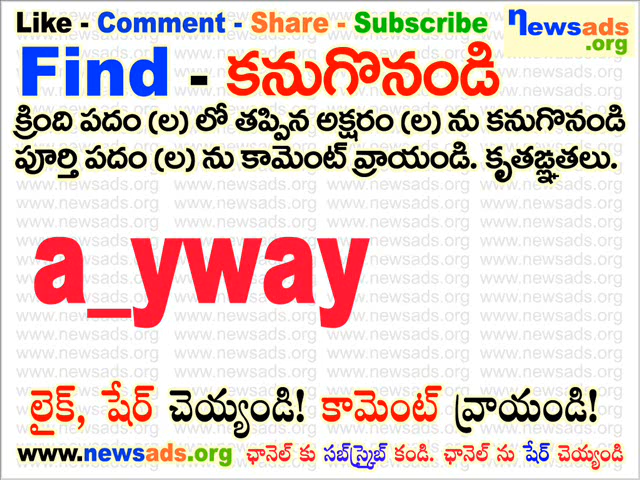 Like - Comment - Share - Subscribe
newsads
.org
Find - కనుగొనండి
క్రింది పదం (ల) లో తప్పిన అక్షరం (ల) ను కనుగొనండి
పూర్తి పదం (ల) ను కామెంట్ వ్రాయండి. కృతఙ్ఞతలు.
a_yway
లైక్, షేర్ చెయ్యండి! కామెంట్ వ్రాయండి!
www.newsads.org ఛానెల్ కు సబ్‌స్క్రైబ్ కండి. ఛానెల్ ను షేర్ చెయ్యండి